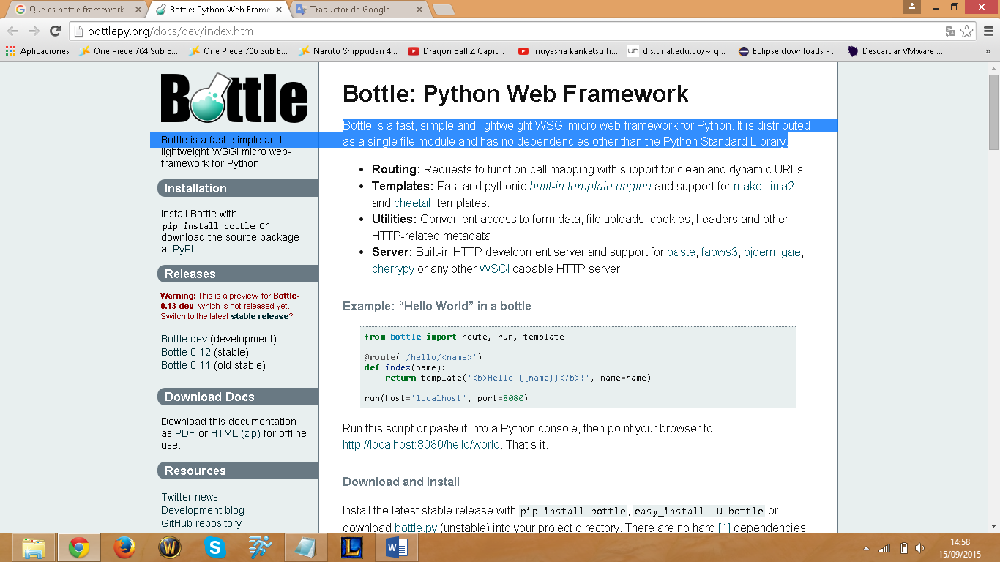 Que es bottle framework -
Bottle: Python Web Frame
Traductor de Google
bottlepy.org/docs/dev/index.html
Aplicaciones
One Piece 704 Sub E...
One Piece 706 Sub E...
Naruto Shippuden 4...
Dragon Ball Z Capit...
inuyasha kanketsu h...
dis.unal.edu.co/~fg...
Eclipse downloads - ...
Descargar VMware ...
»
Bottle
Bottle is a fast, simple and
lightweight WSGI micro web-
framework for Python.
Installation
Install Bottle with
pip install bottle or
download the source package
at PyPI.
Releases
Warning: This is a preview for Bottle-
0.13-dev, which is not released yet.
Switch to the latest stable release?
Bottle dev (development)
Bottle 0.12 (stable)
Bottle 0.11 (old stable)
Download Docs
Download this documentation
as PDF or HTML (zip) for offline
use.
Resources
Twitter news
Development blog
GitHub repository
Bottle: Python Web Framework
Bottle is a fast, simple and lightweight WSGI micro web-framework for Python. It is distributed
as a single file module and has no dependencies other than the Python Standard Library.
• Routing: Requests to function-call mapping with support for clean and dynamic URLs.
• Templates: Fast and pythonic built-in template engine and support for mako, jinja2
and cheetah templates.
• Utilities: Convenient access to form data, file uploads, cookies, headers and other
HTTP-related metadata.
• Server: Built-in HTTP development server and support for paste, fapws3, bjoern, gae,
cherrypy or any other WSGI capable HTTP server.
Example: “Hello World” in a bottle
from bottle import route, run, template
@route('/hello/<name>')
def index(name):
    return template('<b>Hello {{name}}</b>!', name=name)
run(host='localhost', port=8080)
Run this script or paste it into a Python console, then point your browser to
http://localhost:8080/hello/world. That’s it.
Download and Install
Install the latest stable release with pip install bottle, easy_install -U bottle or
download bottle.py (unstable) into your project directory. There are no hard [1] dependencies
14:58
15/09/2015